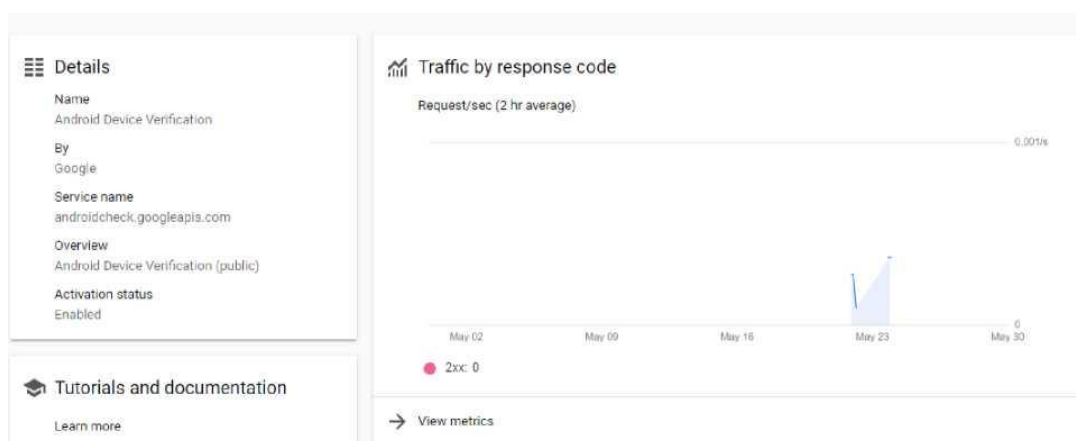 Details
Name
Android Device Verification
By
Google
Service name
androidcheck.googleapis.com
Overview
Android Device Verification (public)
Activation status
Enabled
Tutorials and documentation
Learn more
Traffic by response code
Request/sec (2 hr average)
0.001/s
0
May 02 May 09 May 16 May 23 May 30
2xx: 0
View metrics